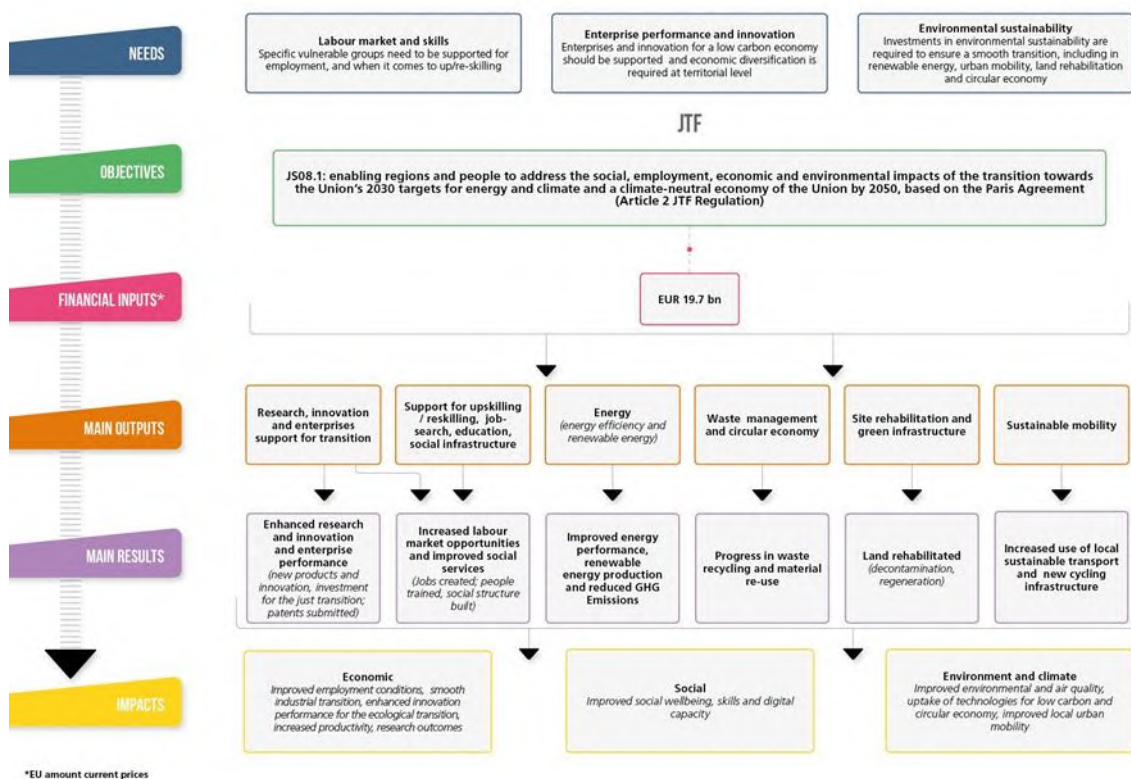 NEEDS
Labour market and skills
Specific vulnerable groups need to be supported for
employment, and when it comes to up/re-skilling
Enterprise performance and innovation
Enterprises and innovation for a low carbon economy
should be supported and economic diversification is
required at territorial level
Environmental sustainability
Investments in environmental sustainability are
required to ensure a smooth transition, including in
renewable energy, urban mobility, land rehabilitation
and circular economy
JTF
OBJECTIVES
JS08.1: enabling regions and people to address the social, employment, economic and environmental impacts of the transition towards
the Union's 2030 targets for energy and climate and a climate-neutral economy of the Union by 2050, based on the Paris Agreement
(Article 2 JTF Regulation)
FINANCIAL INPUTS*
EUR 19.7 bn
MAIN OUTPUTS
Research, innovation
and enterprises
support for transition
Support for upskilling
/ reskilling, job-
search, education,
social infrastructure
Energy
(energy efficiency and
renewable energy)
Waste management
and circular economy
Site rehabilitation and
green infrastructure
Sustainable mobility
MAIN RESULTS
Enhanced research
and innovation
and enterprise
performance
(new products and
innovation, investment
for the just transition;
patents submitted)
Increased labour
market opportunities
and improved social
services
(Jobs created; people
trained, social structure
built)
Improved energy
performance,
renewable
energy production
and reduced GHG
Emissions
Progress in waste
recycling and material
re-use
Land rehabilitated
(decontamination,
regeneration)
Increased use of local
sustainable transport
and new cycling
infrastructure
IMPACTS
Economic
Improved employment conditions, smooth
industrial transition, enhanced innovation
performance for the ecological transition,
increased productivity, research outcomes
Social
Improved social wellbeing, skills and digital
capacity
Environment and climate
Improved environmental and air quality,
uptake of technologies for low carbon and
circular economy, improved local urban
mobility
*EU amount current prices